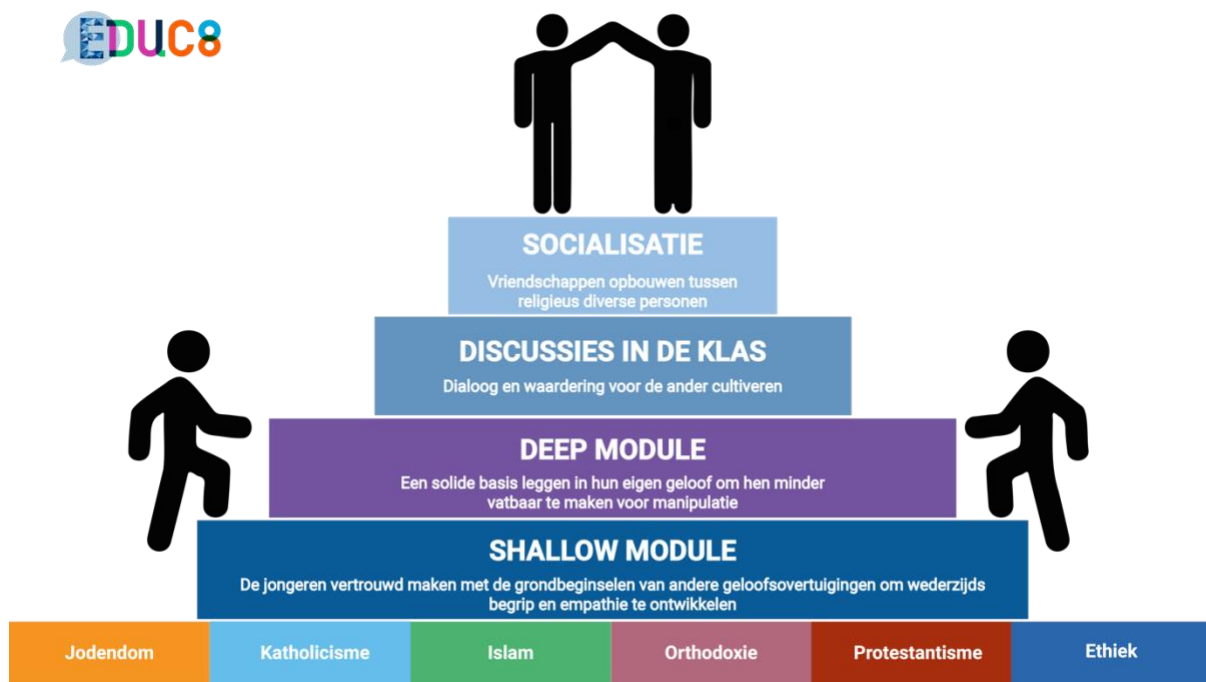 EDUC8
SOCIALISATIE
Vriendschappen opbouwen tussen
religieus diverse personen
DISCUSSIES IN DE KLAS
Dialoog en waardering voor de ander cultiveren
DEEP MODULE
Een solide basis leggen in hun eigen geloof om hen minder
vatbaar te maken voor manipulatie
SHALLOW MODULE
De jongeren vertrouwd maken met de grondbeginselen van andere geloofsovertuigingen om wederzijds
begrip en empathie te ontwikkelen
Jodendom Katholicisme Islam Orthodoxie Protestantisme Ethiek